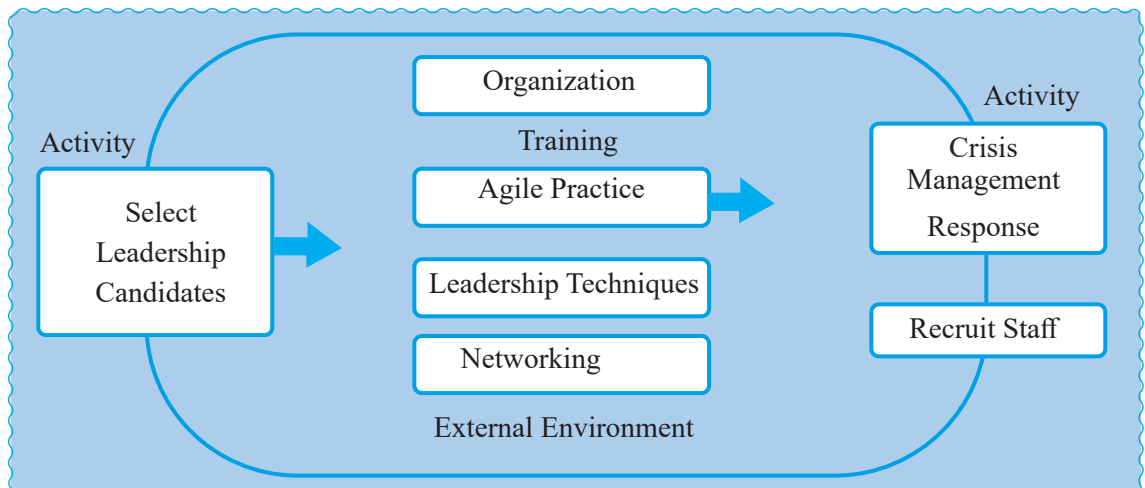 Activity
Select
Leadership
Candidates
Organization
Training
Agile Practice
Leadership Techniques
Networking
External Environment
Activity
Crisis
Management
Response
Recruit Staff